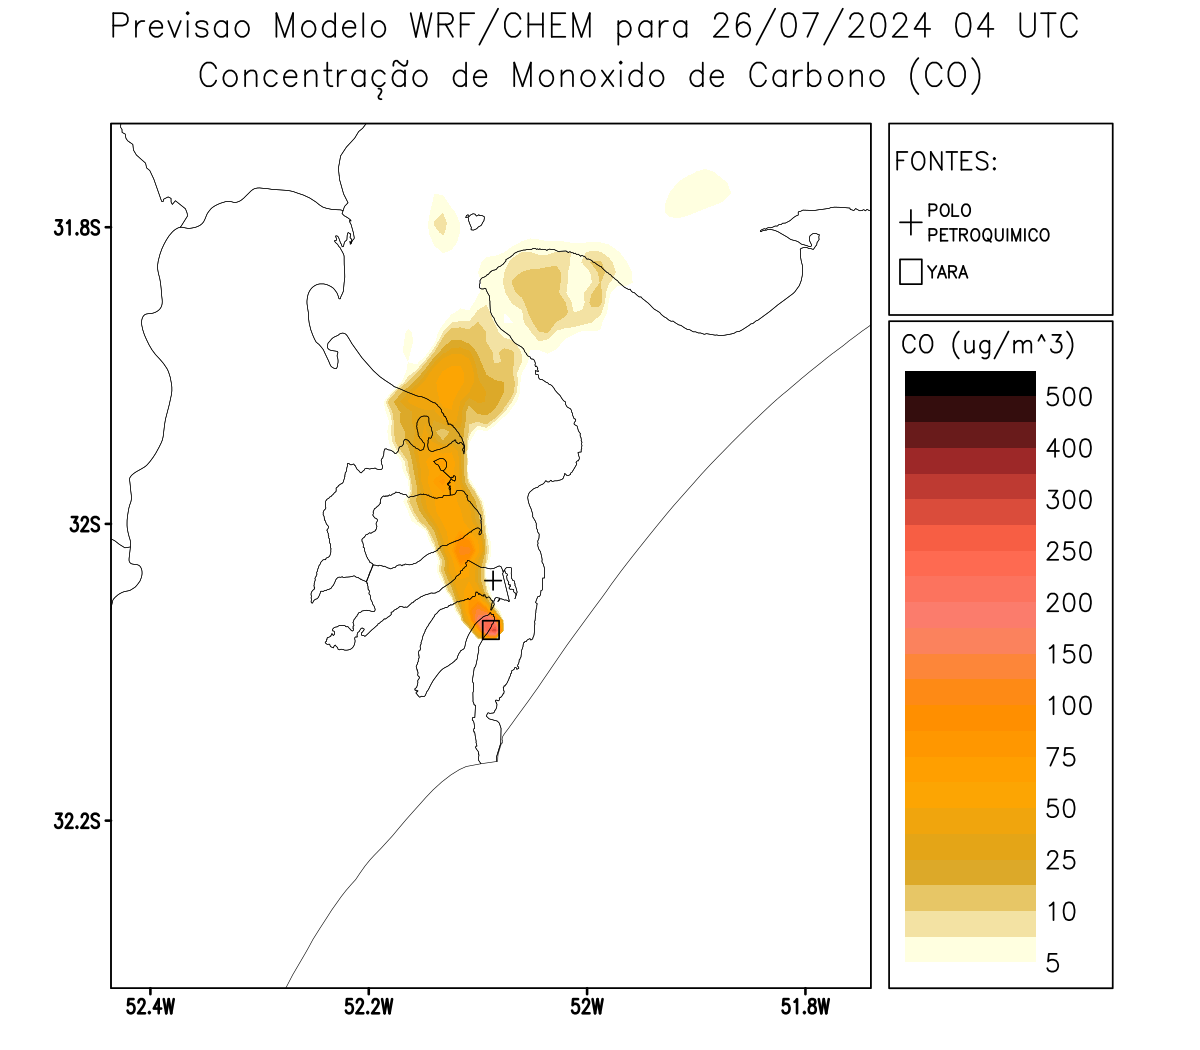 Previsao Modelo WRF/CHEM para 26/07/2024 04 UTC
Concentração de Monoxido de Carbono (CO)
FONTES:
POLO
PETROQUIMICO
YARA
CO (ug/m^3)
500
400
300
250
200
150
100
75
50
25
10
5
31.8S
32S
32.2S
52.4W
52.2W
52W
51.8W